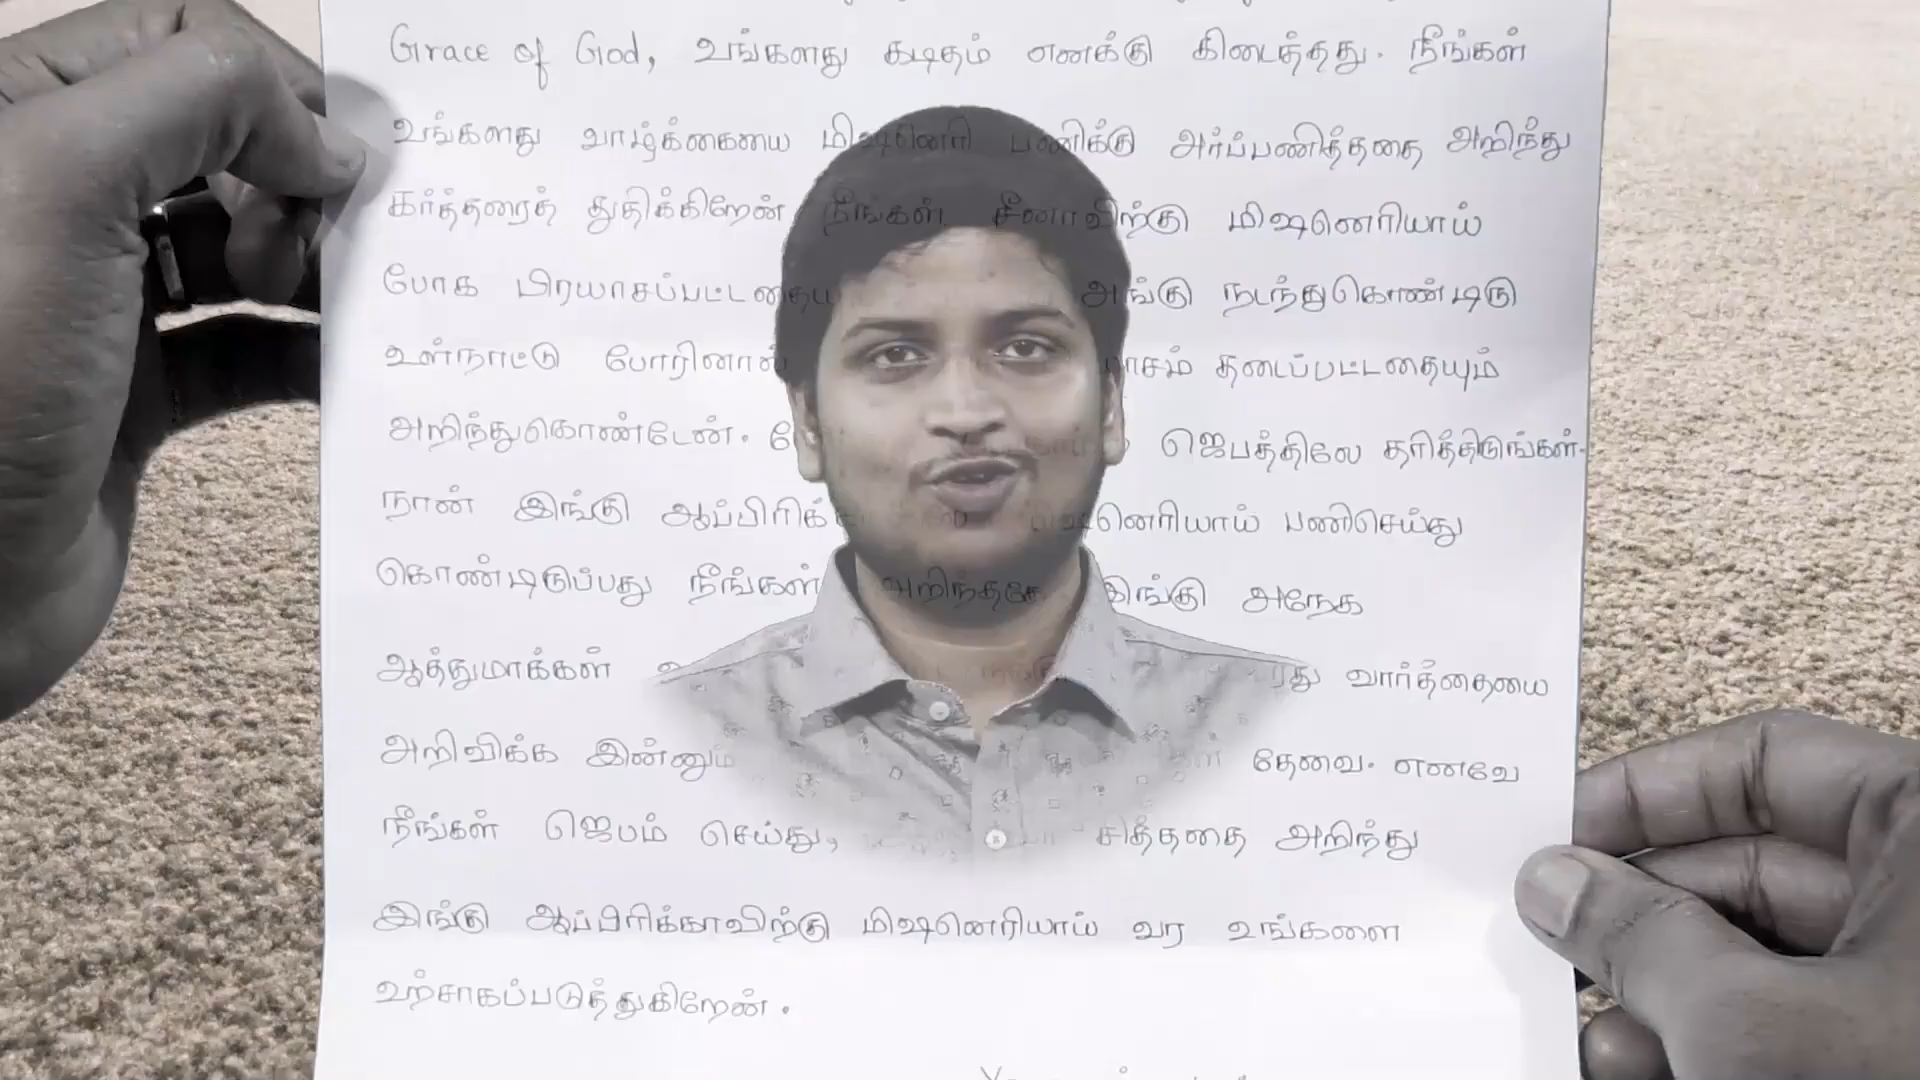 Grace of God, உங்களது கடிதம் எனக்கு கிடைத்தது. நீங்கள்
உங்களது வாழ்க்கையை மிஷனெரி பணிக்கு அர்ப்பணித்ததை அறிந்து
கர்த்தரைத் துதிக்கிறேன் நீங்கள் சீனாவிற்கு மிஷனெரியாய்
போக பிரயாசப்பட்டதையு அங்கு நடந்துகொண்டிரு
உள்நாட்டு போரினால் தடைப்பட்டதையும்
அறிந்துகொண்டேன். ஜெபத்திலே தரித்திடுங்கள்.
நான் இங்கு பணிசெய்து
கொண்டிருப்பது நீங்கள் அறிந்ததே இங்கு அநேக
ஆத்துமாக்கள் வார்த்தையை
அறிவிக்க இன்னும் தேவை. எனவே
நீங்கள் ஜெபம் செய்து, சித்ததை அறிந்து
இங்கு ஆப்பிரிக்காவிற்கு மிஷனெரியாய் வர உங்களை
உற்சாகப்படுத்துகிறேன்.